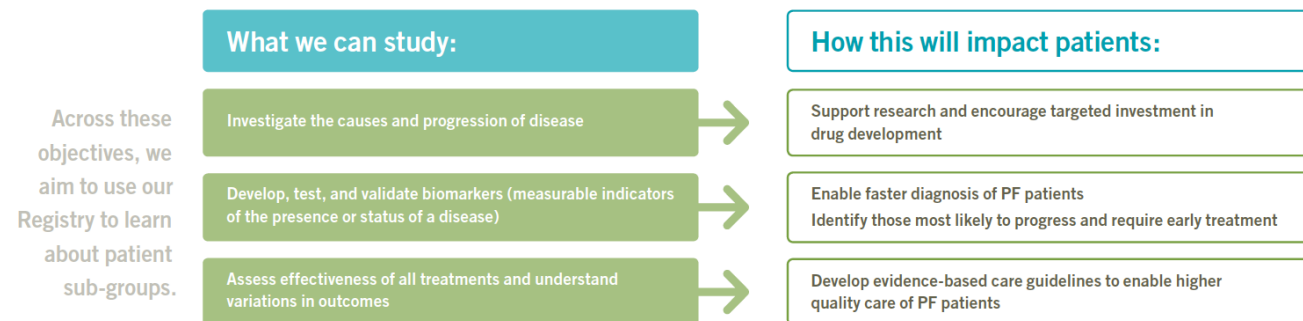 What we can study:
How this will impact patients:
Across these
objectives, we
aim to use our
Registry to learn
about patient
sub-groups.
Investigate the causes and progression of disease
Support research and encourage targeted investment in
drug development
Develop, test, and validate biomarkers (measurable indicators
of the presence or status of a disease)
Enable faster diagnosis of PF patients
Identify those most likely to progress and require early treatment
Assess effectiveness of all treatments and understand
variations in outcomes
Develop evidence-based care guidelines to enable higher
quality care of PF patients